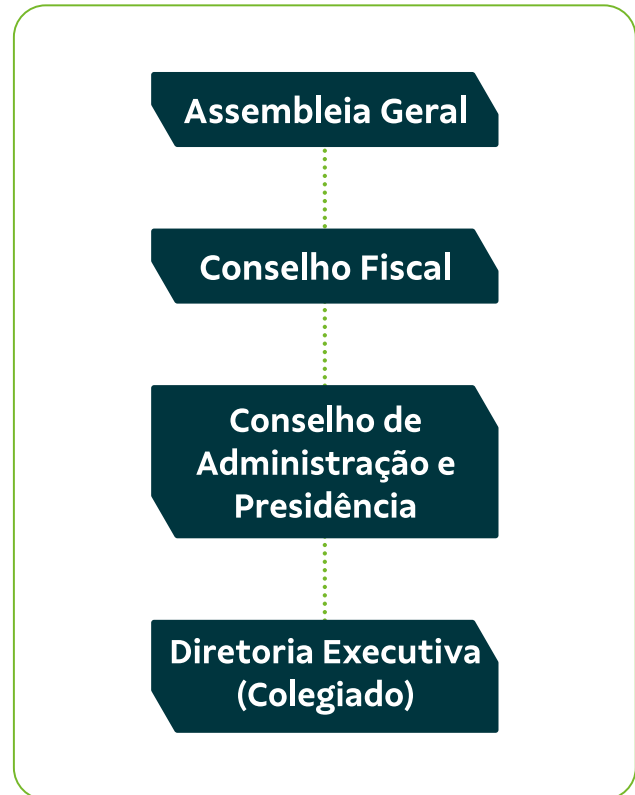 Assembleia Geral
Conselho Fiscal
Conselho de
Administração e
Presidência
Diretoria Executiva
(Colegiado)